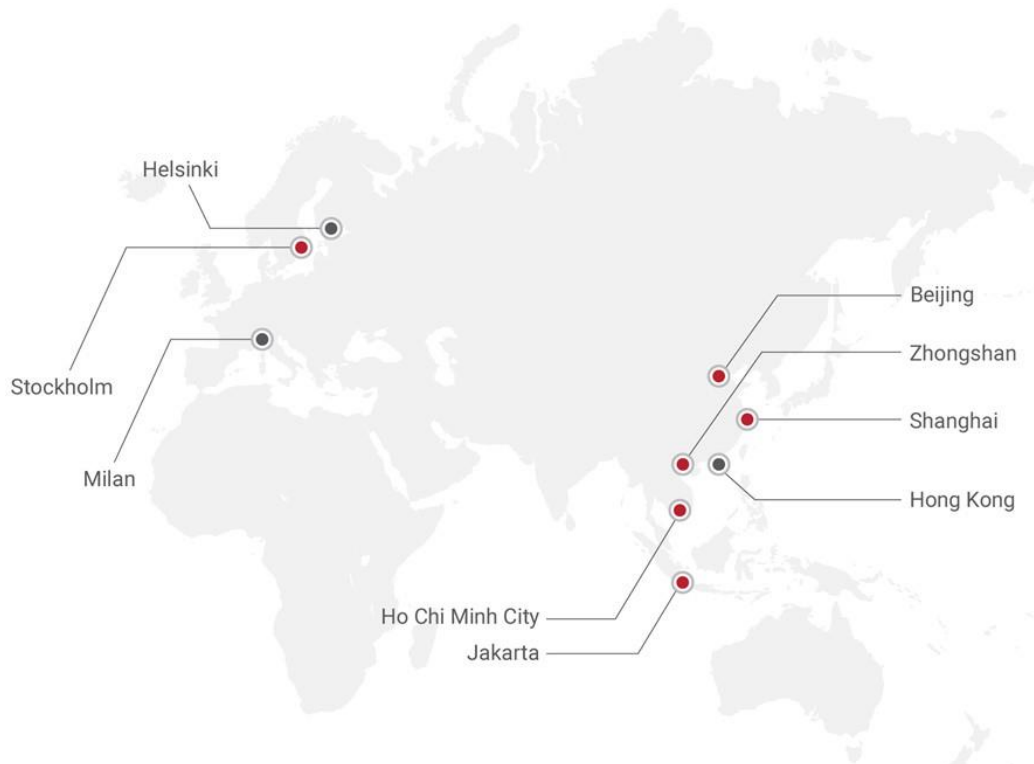 Helsinki
Stockholm
Milan
Beijing
Zhongshan
Shanghai
Hong Kong
Ho Chi Minh City
Jakarta